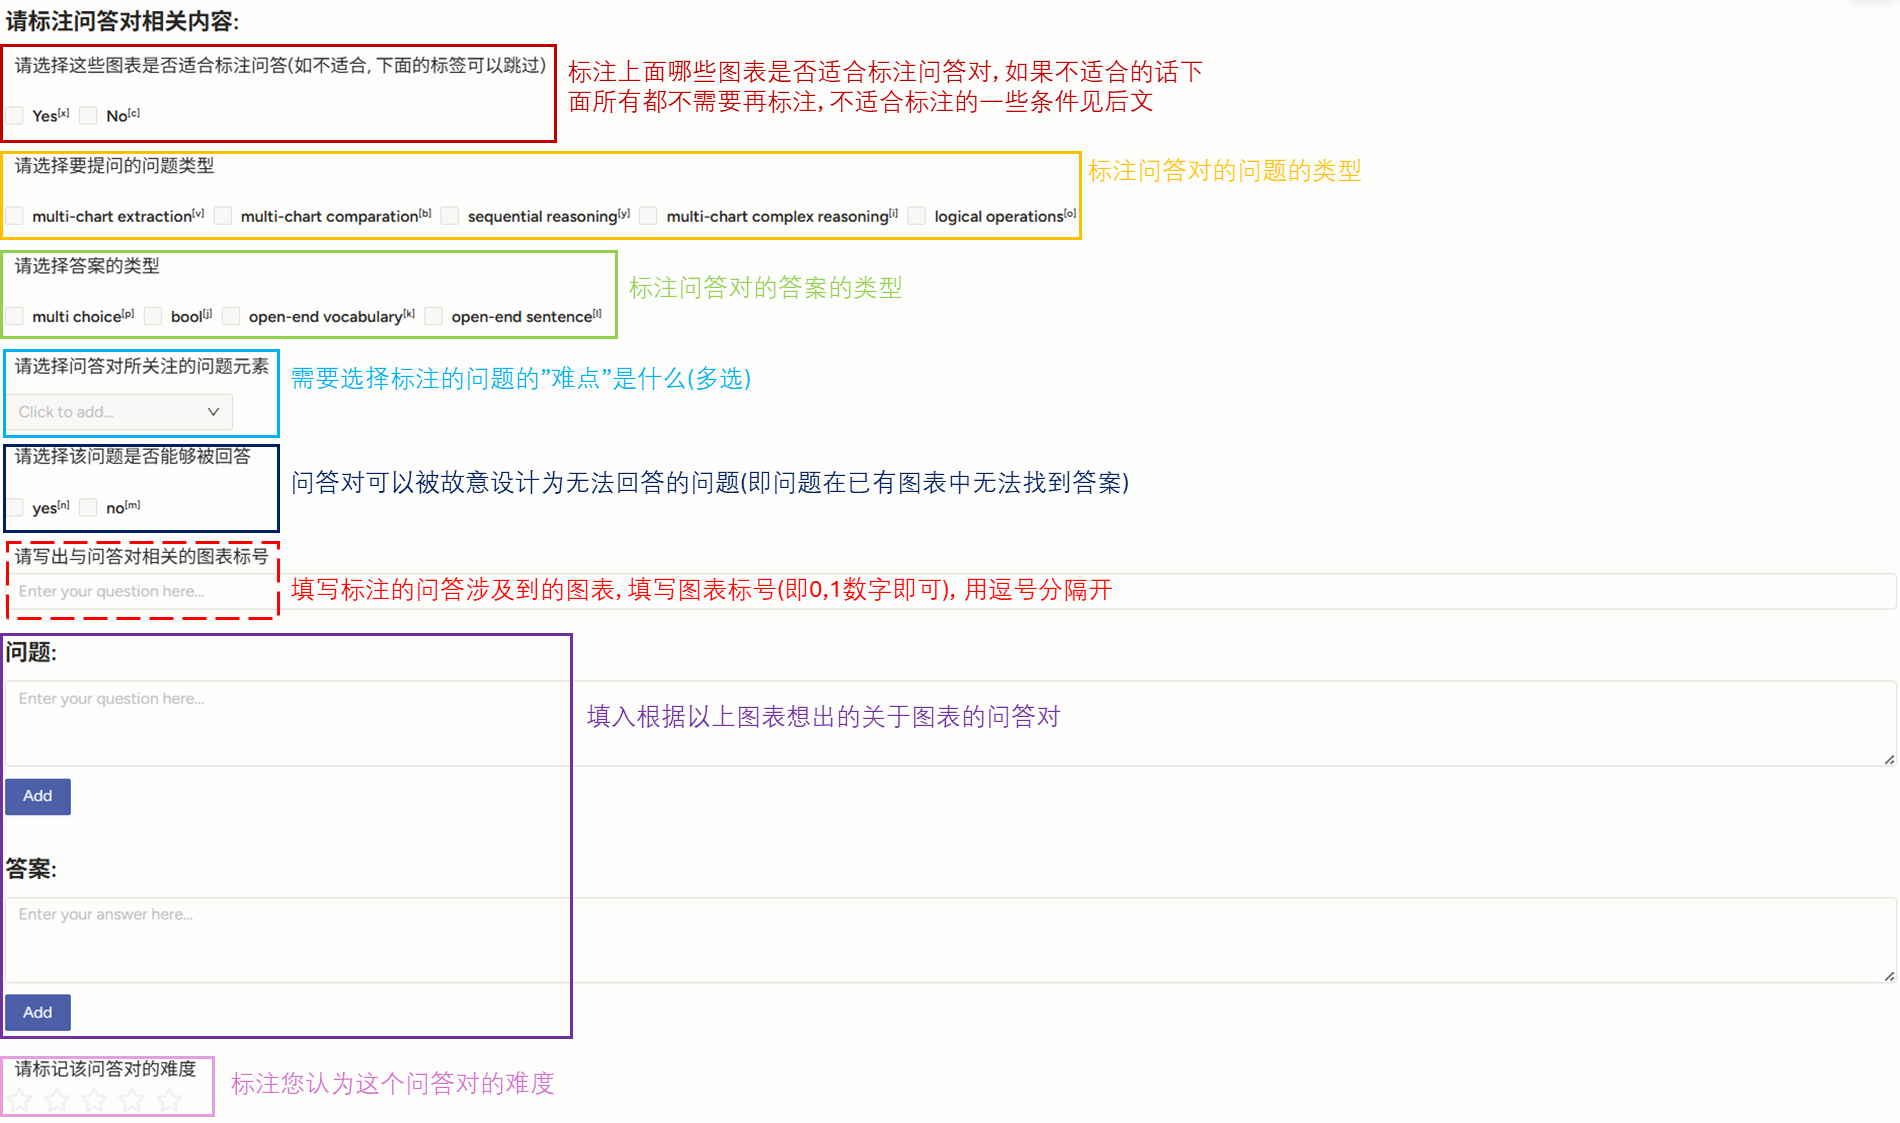 请标注问答对相关内容:
请选择这些图表是否适合标注问答(如不适合, 下面的标签可以跳过)
标注上面哪些图表是否适合标注问答对, 如果不适合的话下
面所有都不需要再标注, 不适合标注的一些条件见后文
Yes[x] No[c]
请选择要提问的问题类型
标注问答对的问题的类型
multi-chart extraction[v] multi-chart comparation[b] sequential reasoning[y] multi-chart complex reasoning[i] logical operations[o]
请选择答案的类型
标注问答对的答案的类型
multi choice[p] bool[j] open-end vocabulary[k] open-end sentence[l]
请选择问答对所关注的问题元素
需要选择标注的问题的”难点”是什么(多选)
Click to add...
请选择该问题是否能够被回答
问答对可以被故意设计为无法回答的问题(即问题在已有图表中无法找到答案)
yes[n] no[m]
请写出与问答对相关的图表标号
Enter your question here...
填写标注的问答涉及到的图表, 填写图表标号(即0,1数字即可), 用逗号分隔开
问题:
Enter your question here...
填入根据以上图表想出的关于图表的问答对
Add
答案:
Enter your answer here...
Add
请标记该问答对的难度
标注您认为这个问答对的难度